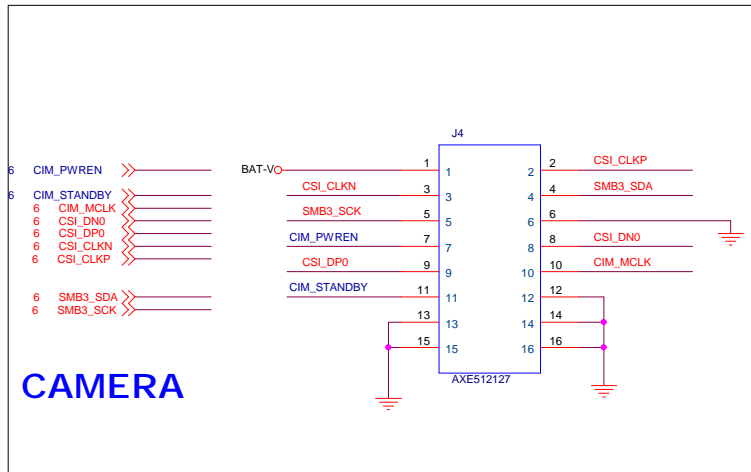 J4
6 CIM_PWREN
BAT-V
1 1 2 2 CSI_CLKP
6 CIM_STANDBY
CSI_CLKN 3 3 4 4 SMB3_SDA
6 CIM_MCLK
6 CSI_DN0
SMB3_SCK 5 5 6 6
6 CSI_DP0
6 CSI_CLKN
CIM_PWREN 7 7 8 8 CSI_DN0
6 CSI_CLKP
CSI_DP0 9 9 10 10 CIM_MCLK
6 SMB3_SDA
CIM_STANDBY 11 11 12 12
6 SMB3_SCK
13 13 14 14
15 15 16 16
CAMERA
AXE512127